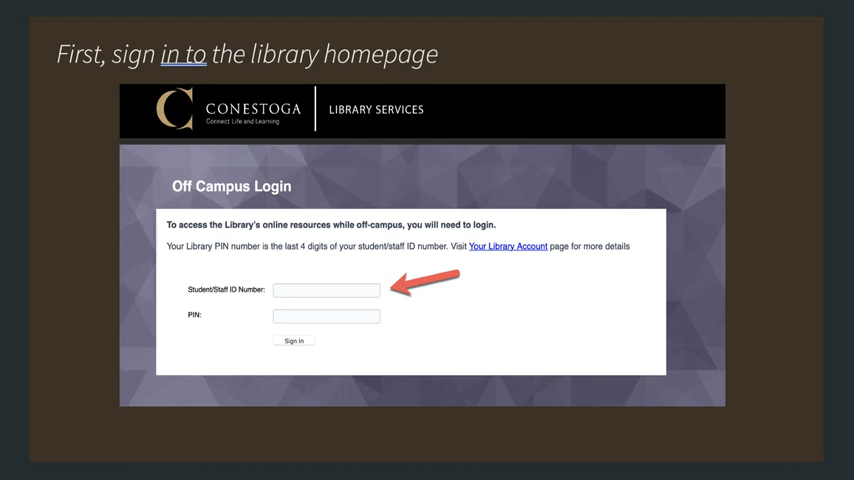 First, sign in to the library homepage
CONESTOGA
Connect Life and Learning
LIBRARY SERVICES
Off Campus Login
To access the Library's online resources while off-campus, you will need to login.
Your Library PIN number is the last 4 digits of your student/staff ID number. Visit Your Library Account page for more details
Student/Staff ID Number:
PIN:
Sign In